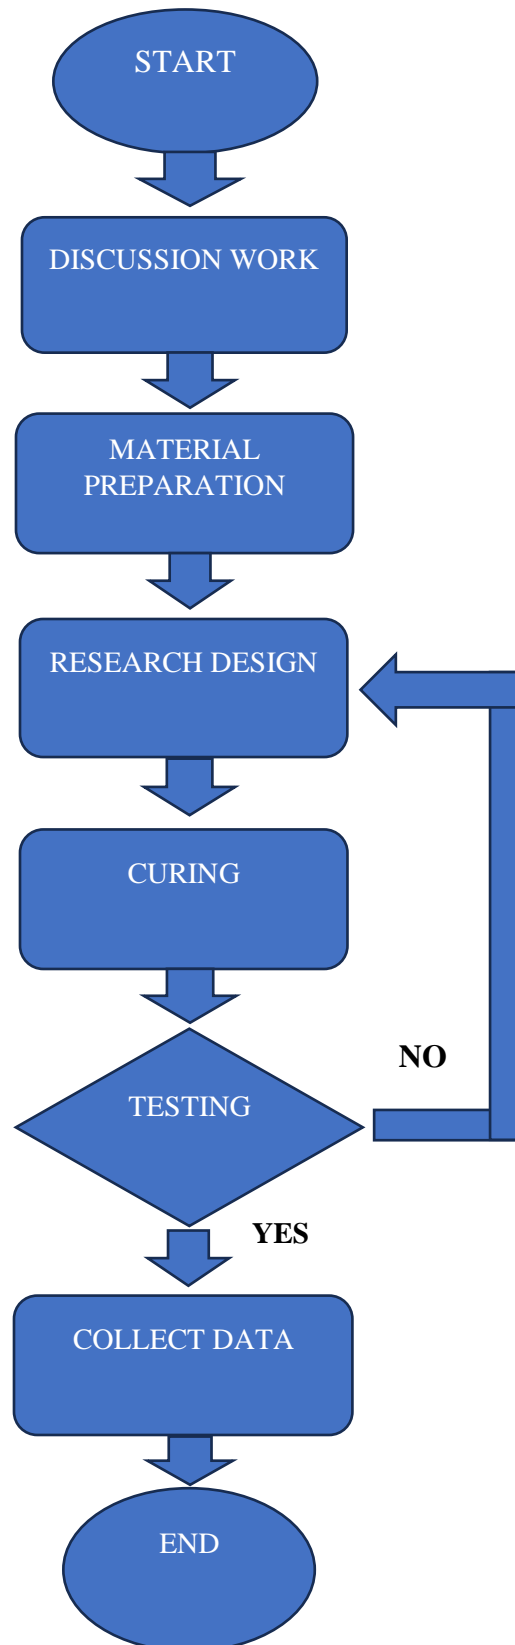 START
DISCUSSION WORK
MATERIAL
PREPARATION
RESEARCH DESIGN
CURING
NO
TESTING
YES
COLLECT DATA
END